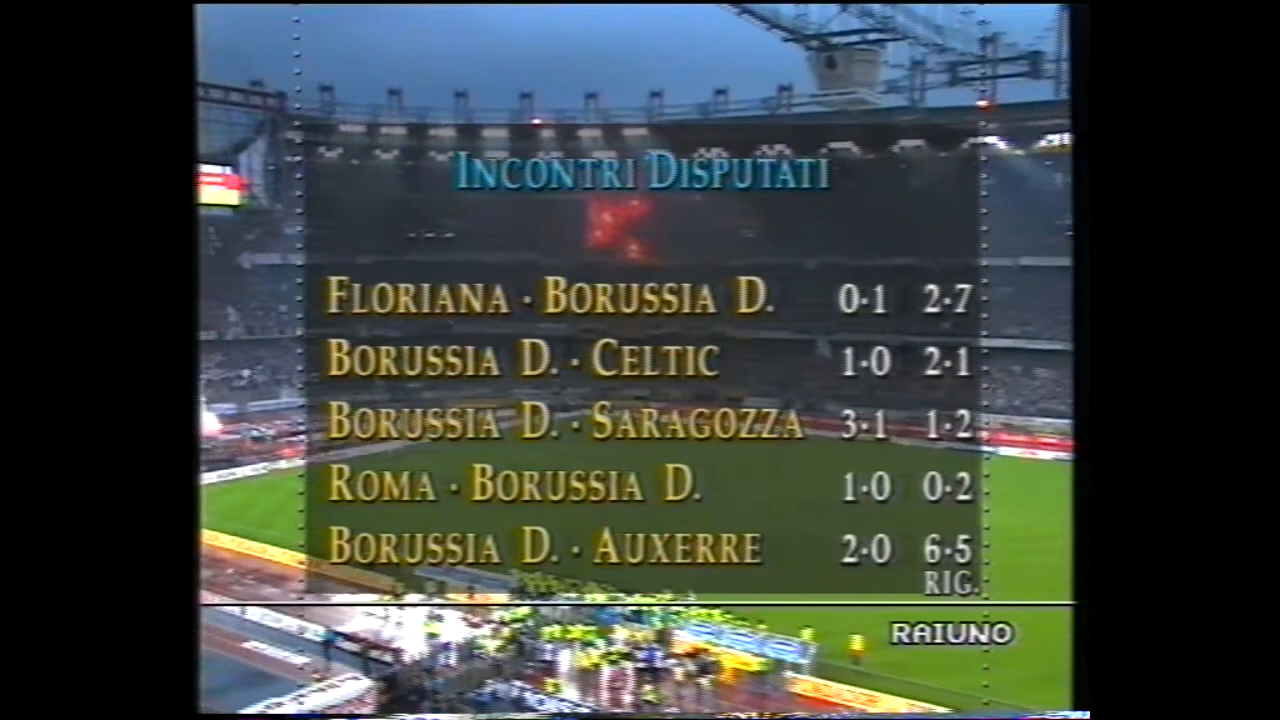 INCONTRI DISPUTATI
FLORIANA · BORUSSIA D. 0·1 2·7
BORUSSIA D. · CELTIC 1·0 2·1
BORUSSIA D. · SARAGOZZA 3·1 1·2
ROMA · BORUSSIA D. 1·0 0·2
BORUSSIA D. · AUXERRE 2·0 6·5
RIG.
RAIUNO